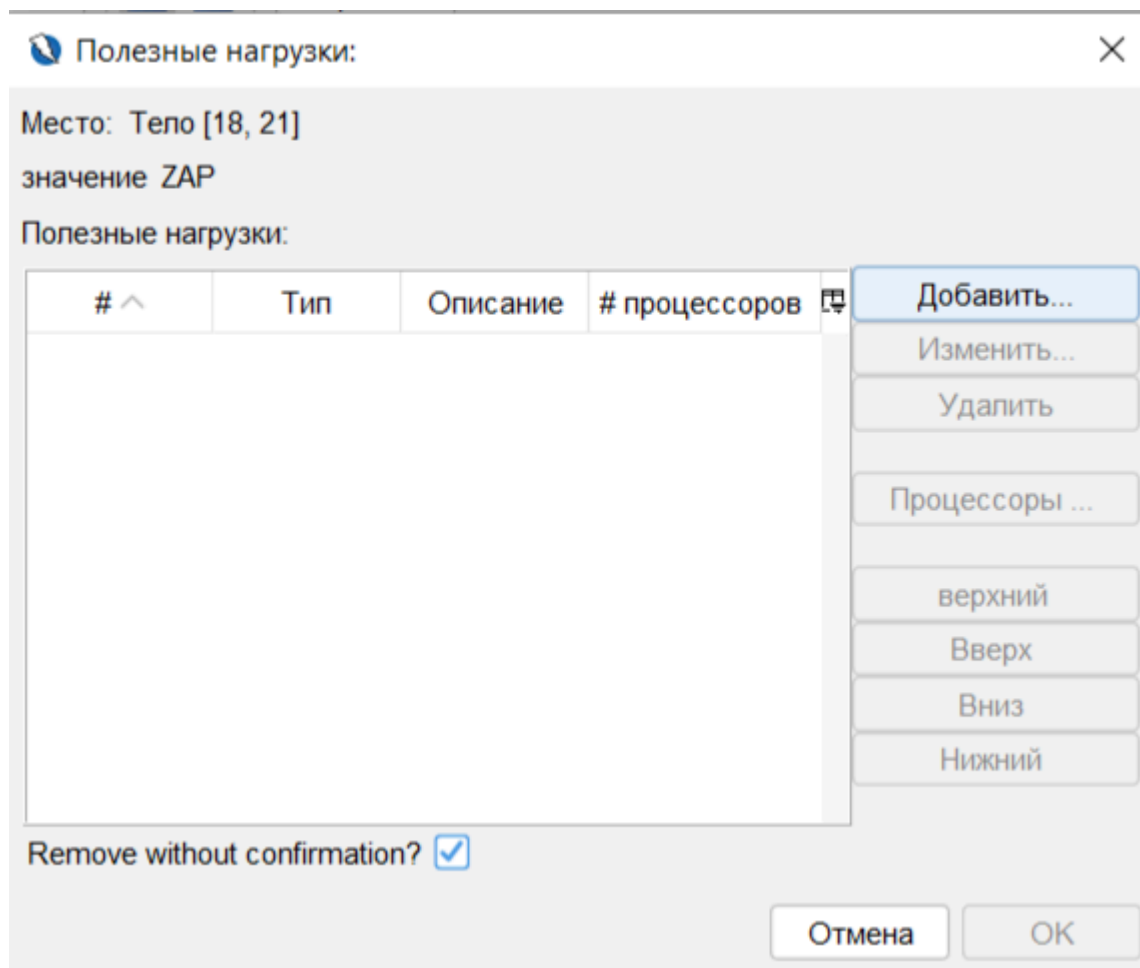 Полезные нагрузки:
Место: Тело [18, 21]
значение ZAP
Полезные нагрузки:
# Тип Описание # процессоров
Добавить...
Изменить...
Удалить
Процессоры ...
верхний
Вверх
Вниз
Нижний
Remove without confirmation?
Отмена OK